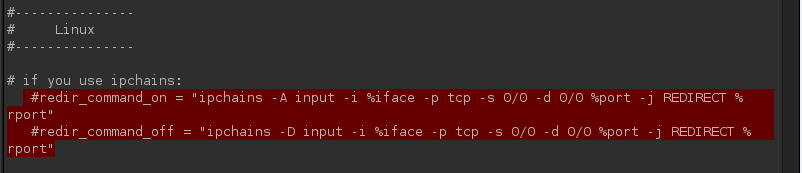 #---------------
#     Linux
#---------------

# if you use ipchains:
   #redir_command_on = "ipchains -A input -i %iface -p tcp -s 0/0 -d 0/0 %port -j REDIRECT %
rport"
   #redir_command_off = "ipchains -D input -i %iface -p tcp -s 0/0 -d 0/0 %port -j REDIRECT %
rport"